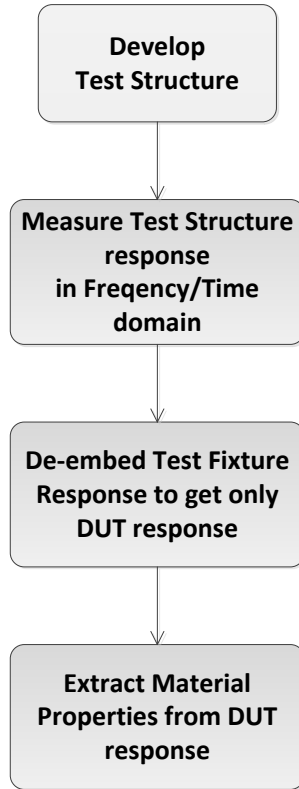 Develop
Test Structure
Measure Test Structure
response
in Freqency/Time
domain
De-embed Test Fixture
Response to get only
DUT response
Extract Material
Properties from DUT
response